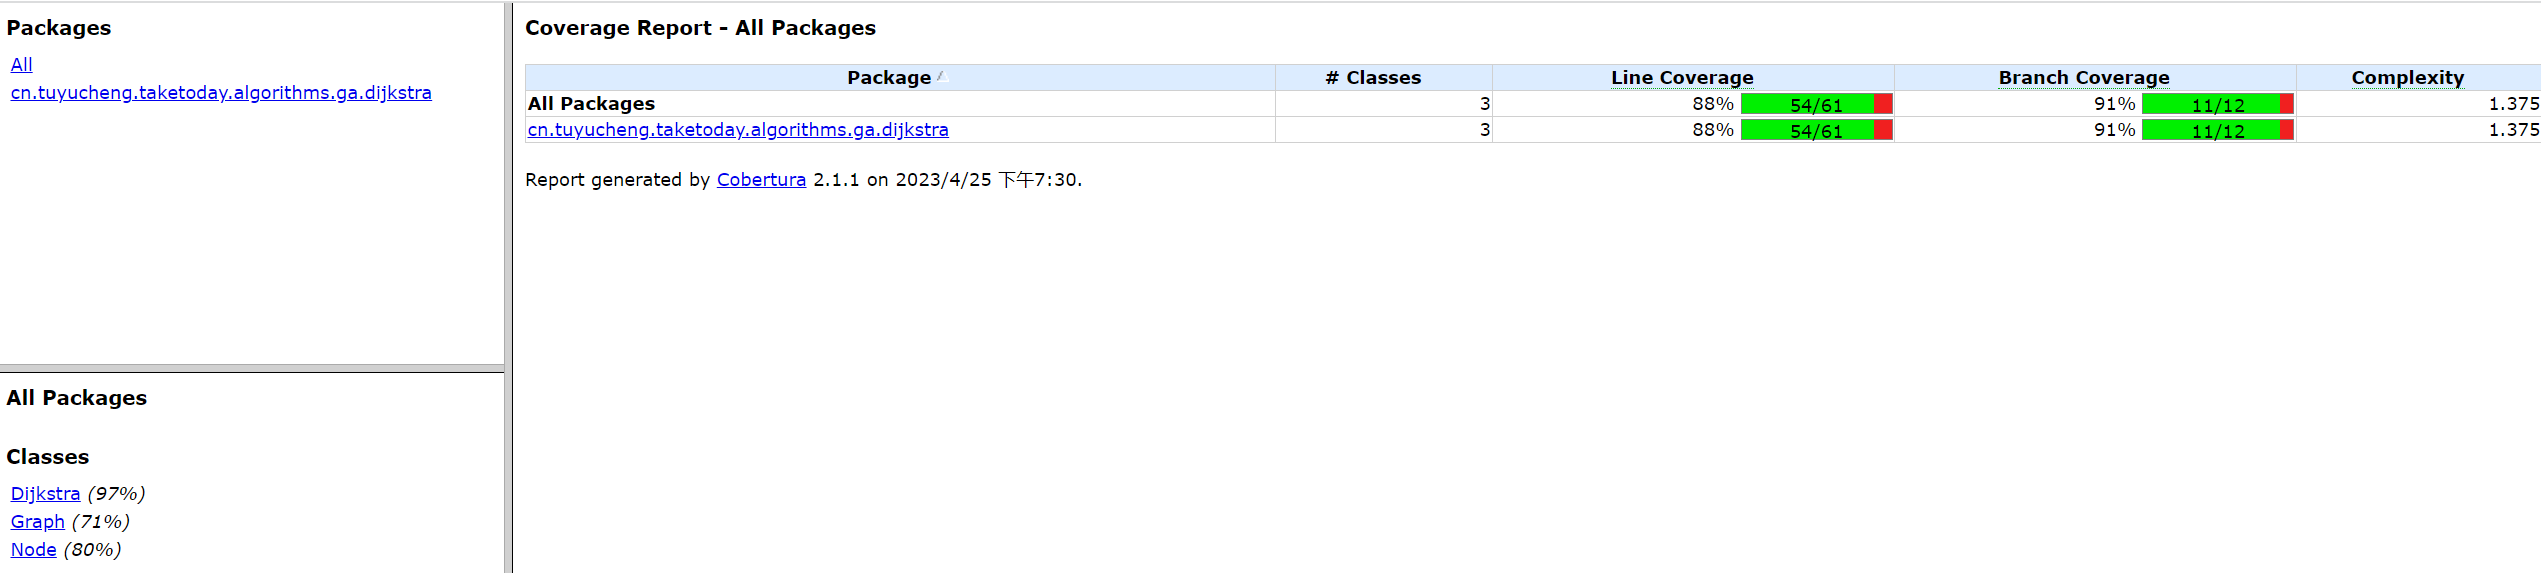 Packages
All
cn.tuyucheng.taketoday.algorithms.ga.dijkstra
All Packages
Classes
Dijkstra (97%)
Graph (71%)
Node (80%)
Coverage Report - All Packages
Package # Classes Line Coverage Branch Coverage Complexity
All Packages 3 88% 54/61 91% 11/12 1.375
cn.tuyucheng.taketoday.algorithms.ga.dijkstra 3 88% 54/61 91% 11/12 1.375
Report generated by Cobertura 2.1.1 on 2023/4/25 下午7:30.